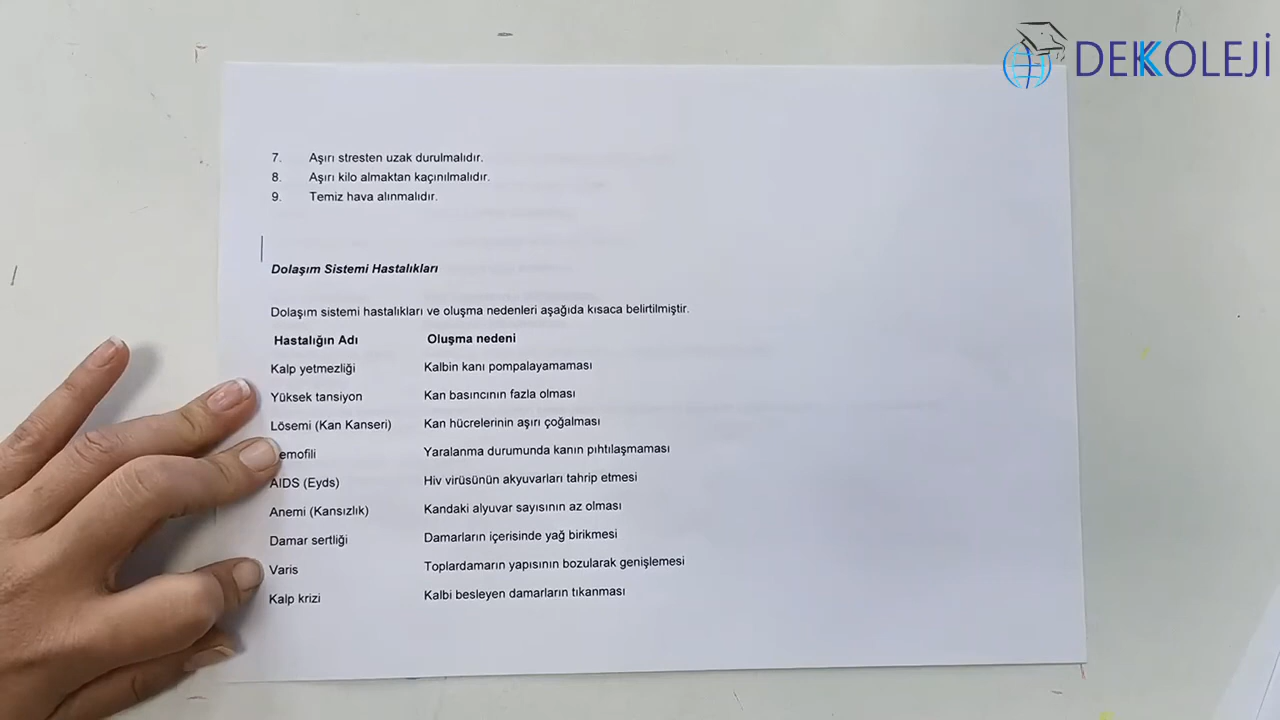 DEKKOLEJİ
7. Aşırı stresten uzak durulmalıdır.
8. Aşırı kilo almaktan kaçınılmalıdır.
9. Temiz hava alınmalıdır.
Dolaşım Sistemi Hastalıkları
Dolaşım sistemi hastalıkları ve oluşma nedenleri aşağıda kısaca belirtilmiştir.
Hastalığın Adı Oluşma nedeni
Kalp yetmezliği Kalbin kanı pompalayamaması
Yüksek tansiyon Kan basıncının fazla olması
Lösemi (Kan Kanseri) Kan hücrelerinin aşırı çoğalması
emofili Yaralanma durumunda kanın pıhtılaşmaması
AIDS (Eyds) Hiv virüsünün akyuvarları tahrip etmesi
Anemi (Kansızlık) Kandaki alyuvar sayısının az olması
Damar sertliği Damarların içerisinde yağ birikmesi
Varis Toplardamarın yapısının bozularak genişlemesi
Kalp krizi Kalbi besleyen damarların tıkanması